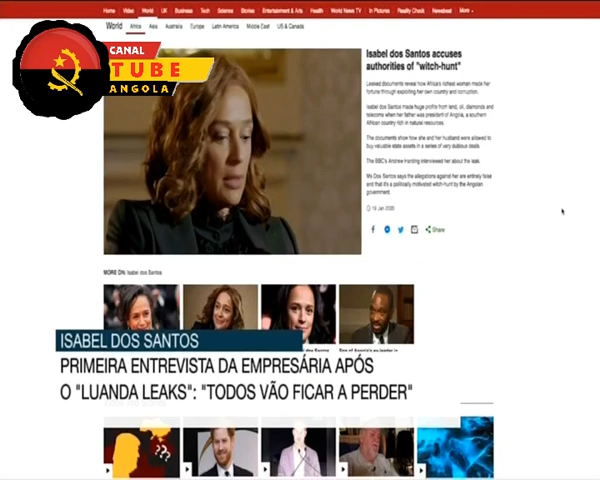 Home News Video World UK Business Tech Science Stories Entertainment & Arts Health World News TV In Pictures Reality Check Newsbeat More
World Africa Asia Australia Europe Latin America Middle East US & Canada
CANAL
TUBE
ANGOLA
Isabel dos Santos accuses
authorities of "witch-hunt"
Leaked documents reveal how Africa's richest woman made her
fortune through exploiting her own country and corruption.
Isabel dos Santos made huge profits from land, oil, diamonds and
telecoms when her father was president of Angola, a southern
African country rich in natural resources.
The documents show how she and her husband were allowed to
buy valuable state assets in a series of very dubious deals.
The BBC's Andrew Harding interviewed her about the leak.
Ms Dos Santos says the allegations against her are entirely false
and that it's a politically motivated witch-hunt by the Angolan
government.
19 Jan 2020
Share
MORE ON: Isabel dos Santos
ISABEL DOS SANTOS
PRIMEIRA ENTREVISTA DA EMPRESÁRIA APÓS
O "LUANDA LEAKS": "TODOS VÃO FICAR A PERDER"
???